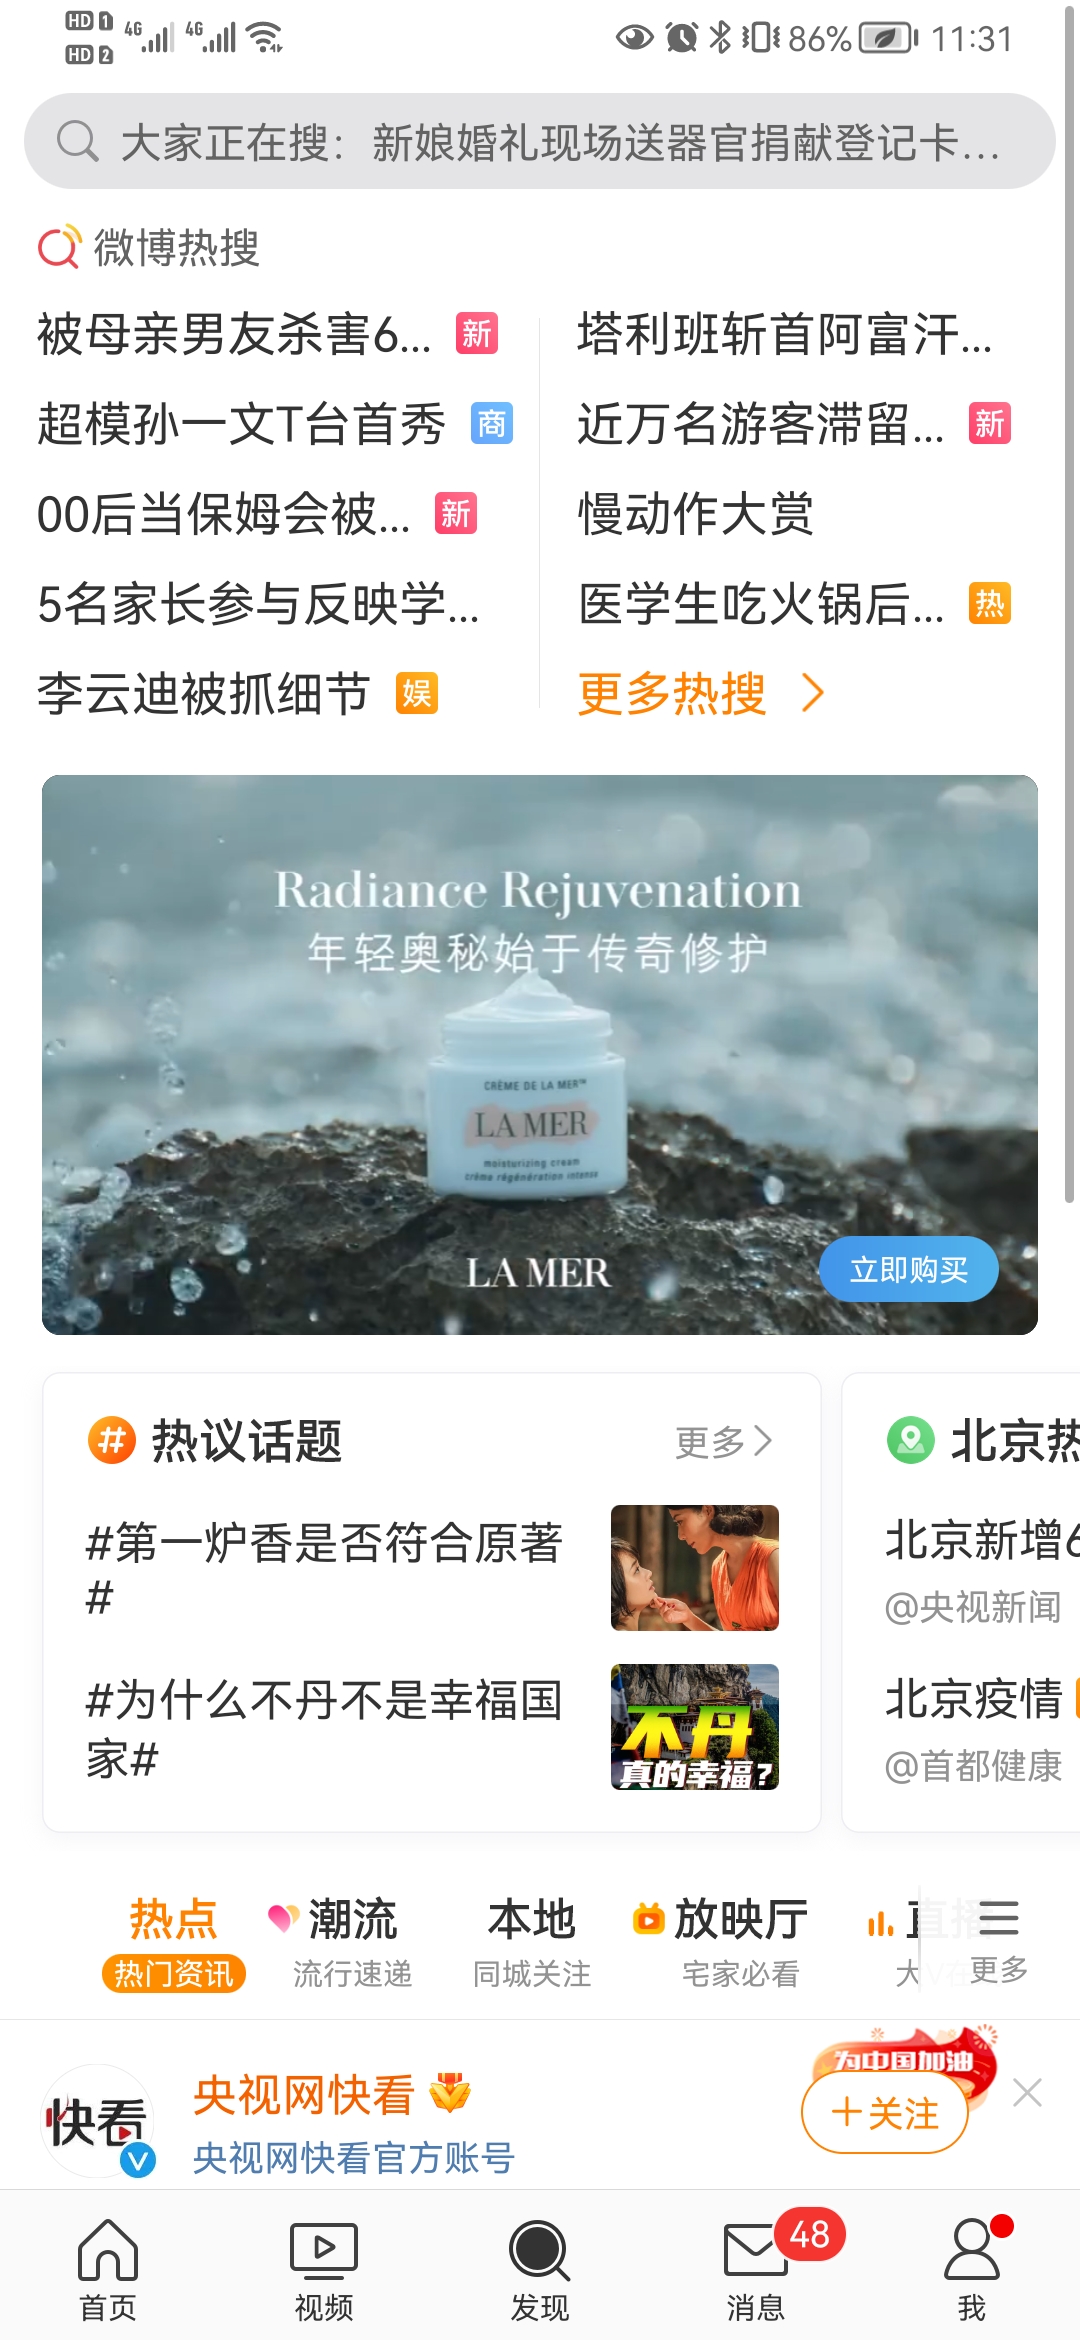 HD 1 4G 4G
HD 2
86% 11:31
大家正在搜：新娘婚礼现场送器官捐献登记卡...
微博热搜
被母亲男友杀害6... 新
塔利班斩首阿富汗...
超模孙一文T台首秀 商
近万名游客滞留... 新
00后当保姆会被... 新
慢动作大赏
5名家长参与反映学...
医学生吃火锅后... 热
李云迪被抓细节 娱
更多热搜
Radiance Rejuvenation
年轻奥秘始于传奇修护
CRÈME DE LA MER™
LA MER
moisturizing cream
crème régénération intense
LA MER
立即购买
热议话题
更多
#第一炉香是否符合原著
#
#为什么不丹不是幸福国
家#
不丹
真的幸福?
北京热
北京新增6
@央视新闻
北京疫情
@首都健康
热点 潮流 本地 放映厅 直播
热门资讯 流行速递 同城关注 宅家必看 大V在 更多
快看
央视网快看
央视网快看官方账号
为中国加油
+关注
48
首页 视频 发现 消息 我